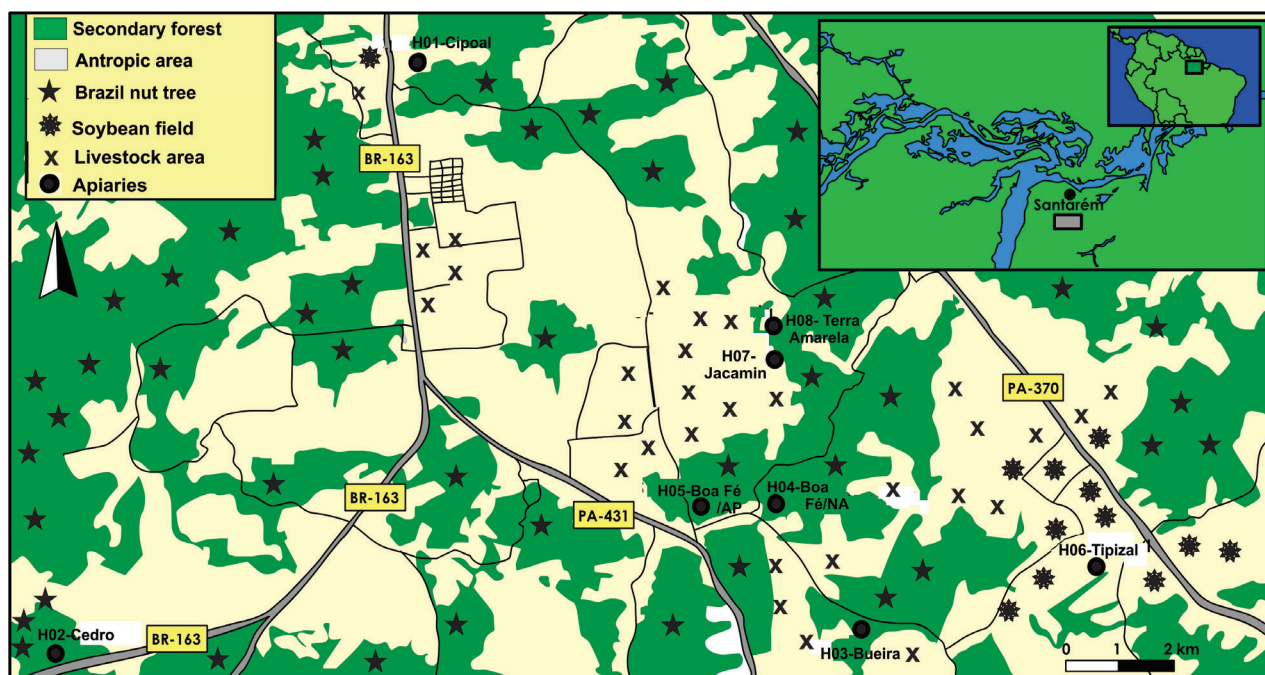 Secondary forest
Antropic area
Brazil nut tree
Soybean field
Livestock area
Apiaries
H01-Cipoal
BR-163
Santarém
H08- Terra
Amarela
H07-
Jacamin
PA-370
BR-163
H05-Boa Fé
/AP
H04-Boa
Fé/NA
PA-431
H06-Tipizal 1
H02-Cedro
BR-163
H03-Bueira
0 1 2 km